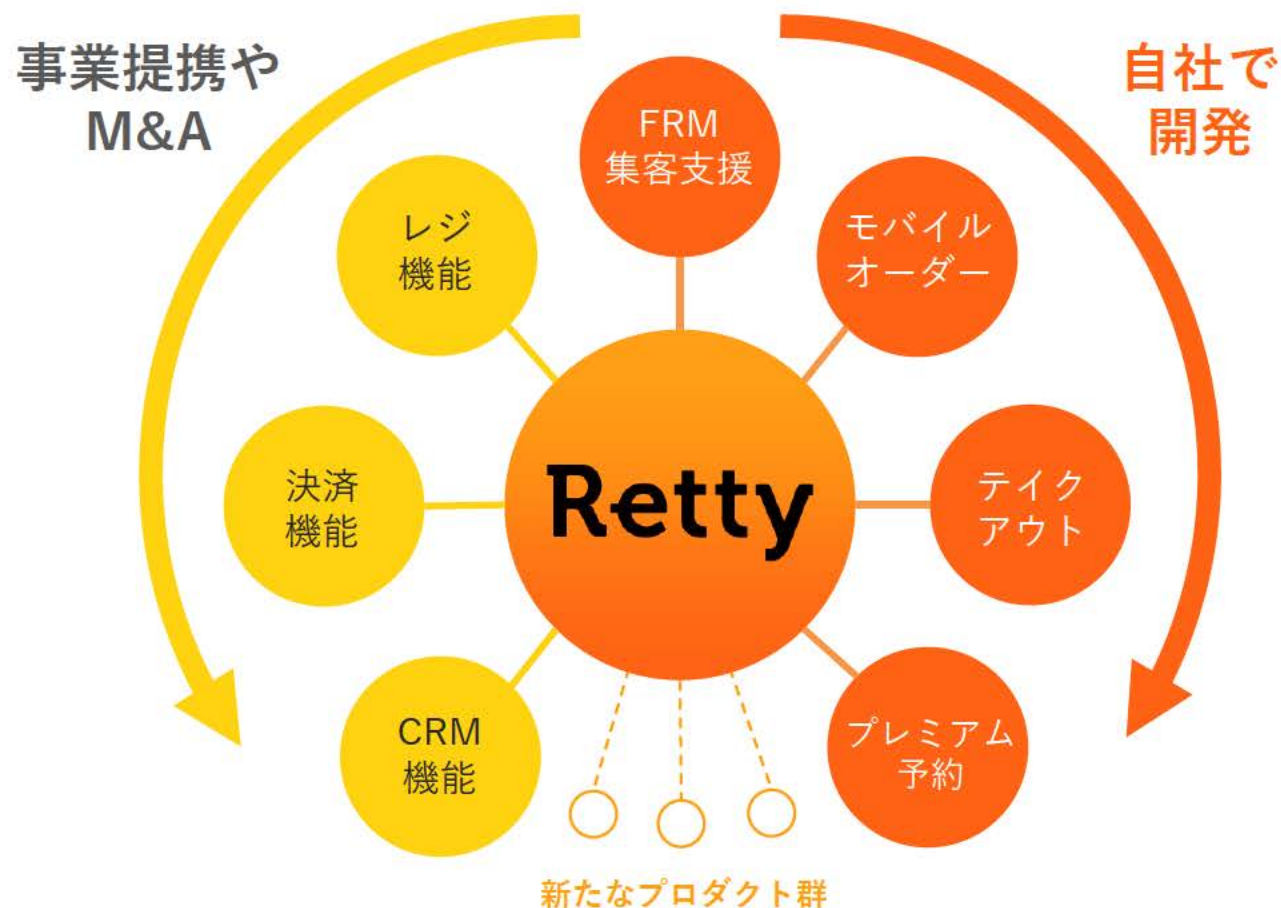 事業提携や
M&A
自社で
開発
FRM
集客支援
レジ
機能
モバイル
オーダー
決済
機能
Retty
テイク
アウト
CRM
機能
プレミアム
予約
新たなプロダクト群